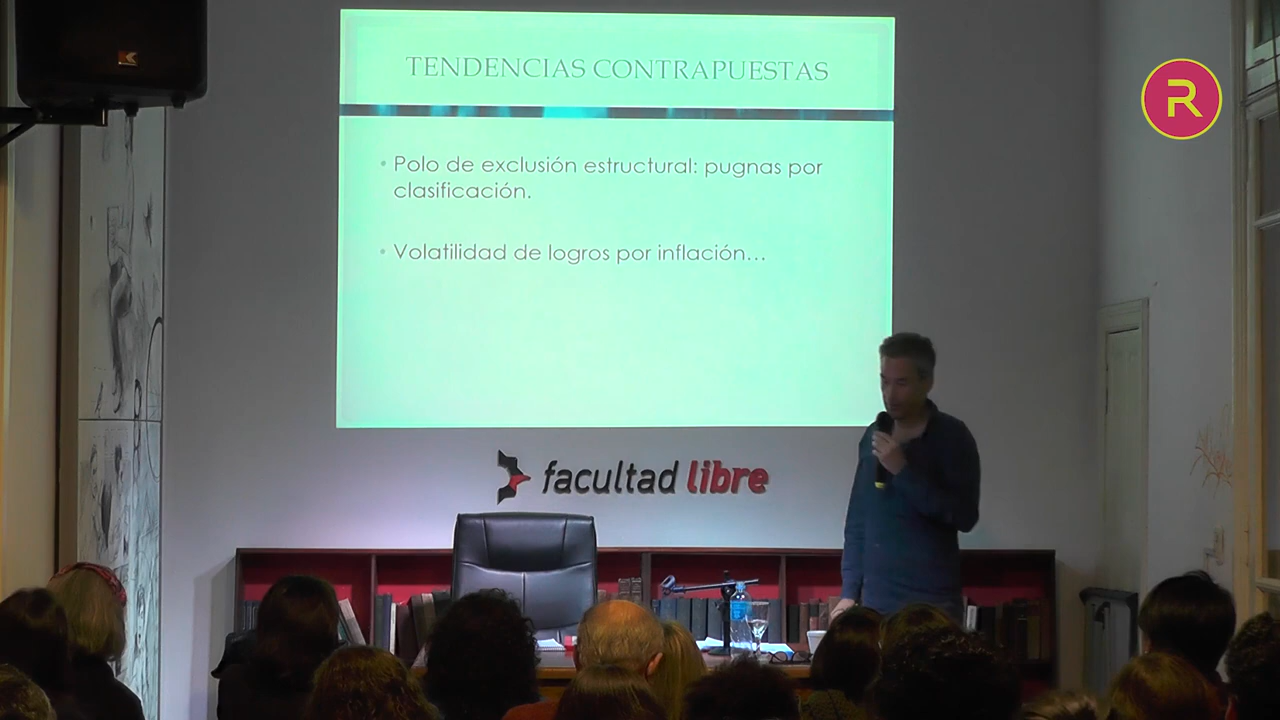 TENDENCIAS CONTRAPUESTAS
• Polo de exclusión estructural: pugnas por
clasificación.
• Volatilidad de logros por inflación...
facultad libre
R